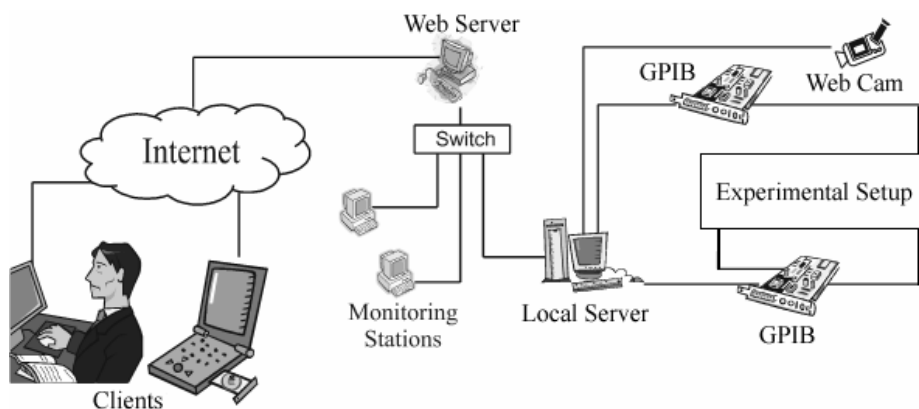 Web Server
GPIB
Web Cam
Internet
Switch
Experimental Setup
Monitoring
Stations
Local Server
GPIB
Clients